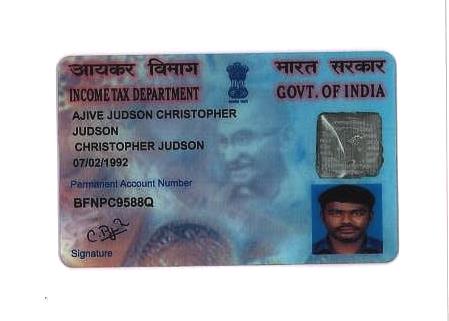 आयकर विभाग
भारत सरकार
INCOME TAX DEPARTMENT
GOVT. OF INDIA
AJIVE JUDSON CHRISTOPHER
JUDSON
CHRISTOPHER JUDSON
07/02/1992
Permanent Account Number
BFNPC9588Q
Signature